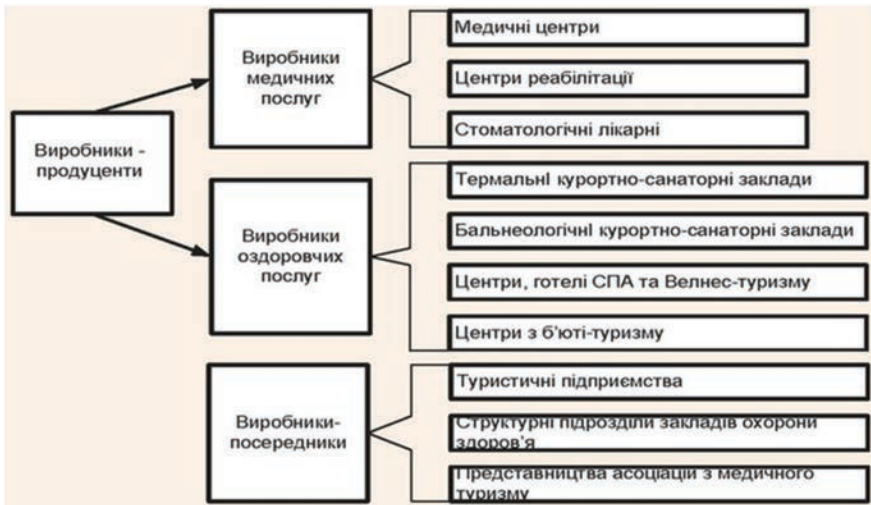 Виробники -
продуценти
Виробники
медичних
послуг
Медичні центри
Центри реабілітації
Стоматологічні лікарні
Виробники
оздоровчих
послуг
ТермальнІ курортно-санаторні заклади
БальнеологічнІ курортно-санаторні заклади
Центри, готелі СПА та Велнес-туризму
Центри з б'юті-туризму
Виробники-
посередники
Туристичні підприємства
Структурні підрозділи закладів охорони
здоров'я
Представництва асоціацій з медичного
туризму